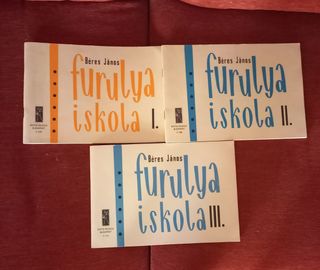 Béres János
furulya
iskola I.
Béres János
furulya
iskola II.
Béres János
furulya
iskola III.